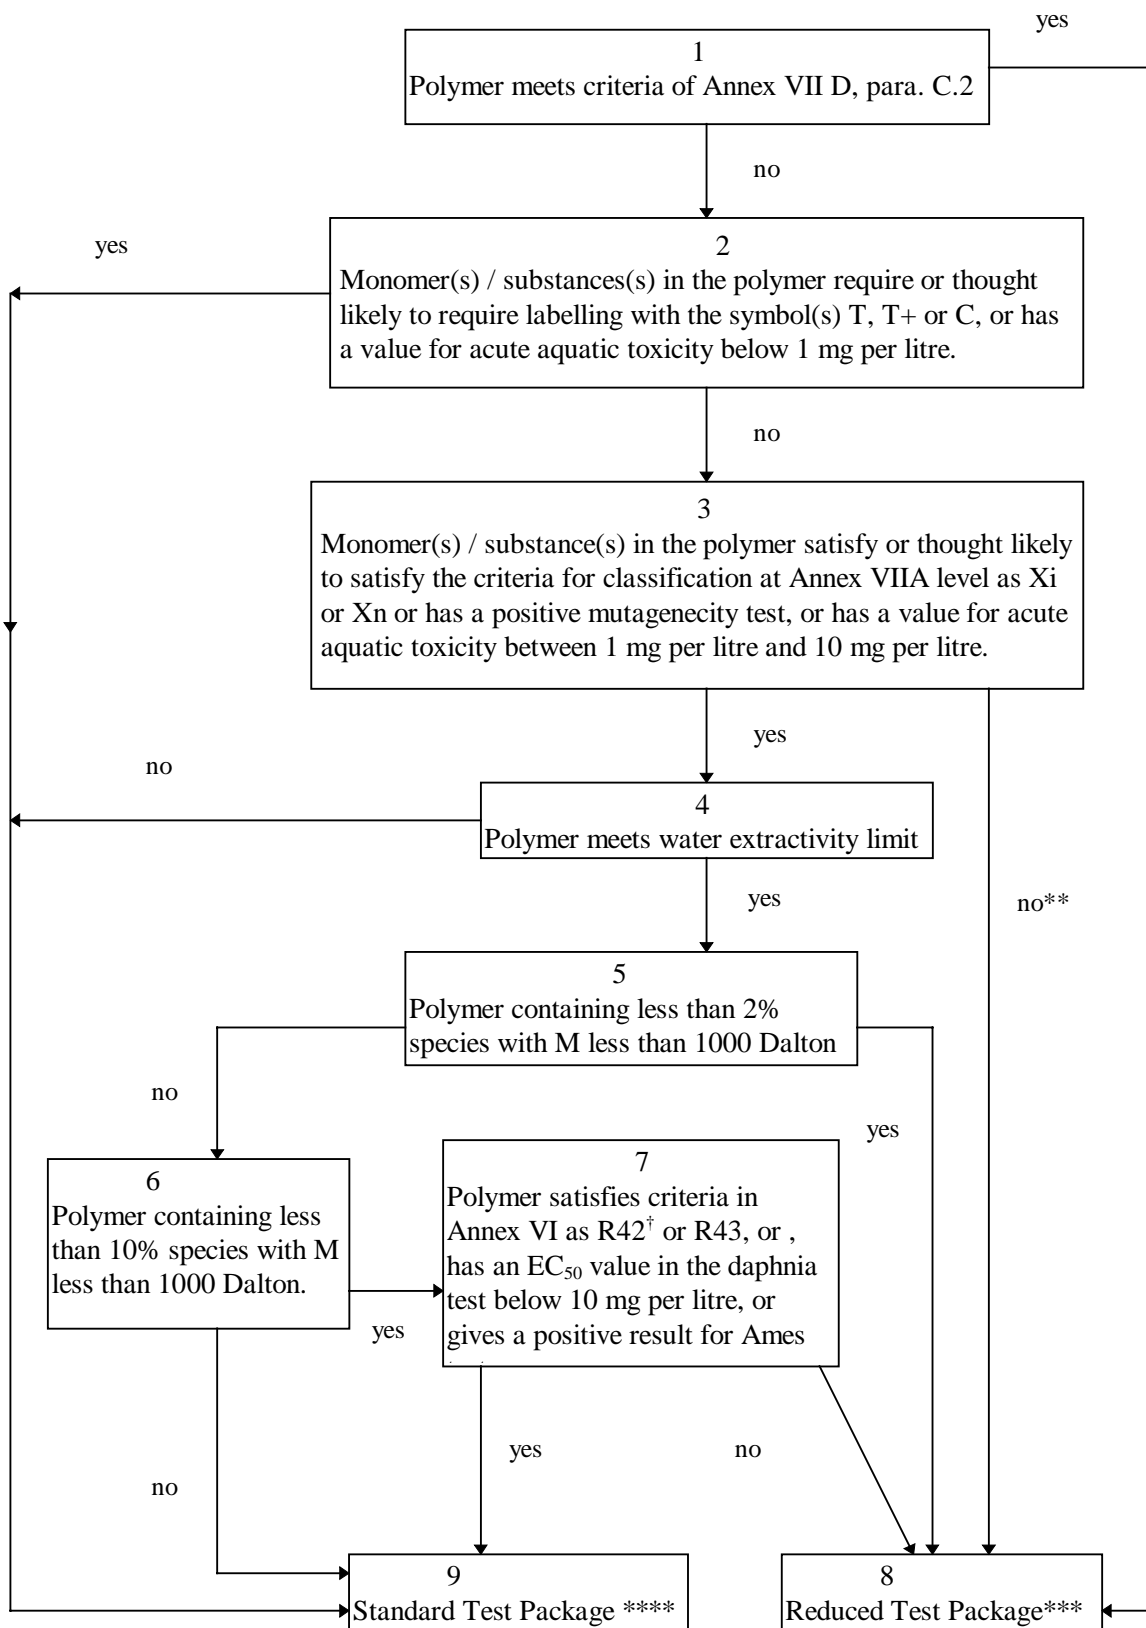 yes
1
Polymer meets criteria of Annex VII D, para. C.2
no
yes
2
Monomer(s) / substances(s) in the polymer require or thought
likely to require labelling with the symbol(s) T, T+ or C, or has
a value for acute aquatic toxicity below 1 mg per litre.
no
3
Monomer(s) / substance(s) in the polymer satisfy or thought likely
to satisfy the criteria for classification at Annex VIIA level as Xi
or Xn or has a positive mutagenecity test, or has a value for acute
aquatic toxicity between 1 mg per litre and 10 mg per litre.
yes
no
4
Polymer meets water extractivity limit
yes
no**
5
Polymer containing less than 2%
species with M less than 1000 Dalton
no
yes
6
Polymer containing less
than 10% species with M
less than 1000 Dalton.
yes
7
Polymer satisfies criteria in
Annex VI as R42† or R43, or ,
has an EC50 value in the daphnia
test below 10 mg per litre, or
gives a positive result for Ames
yes
no
no
9
Standard Test Package ****
8
Reduced Test Package***